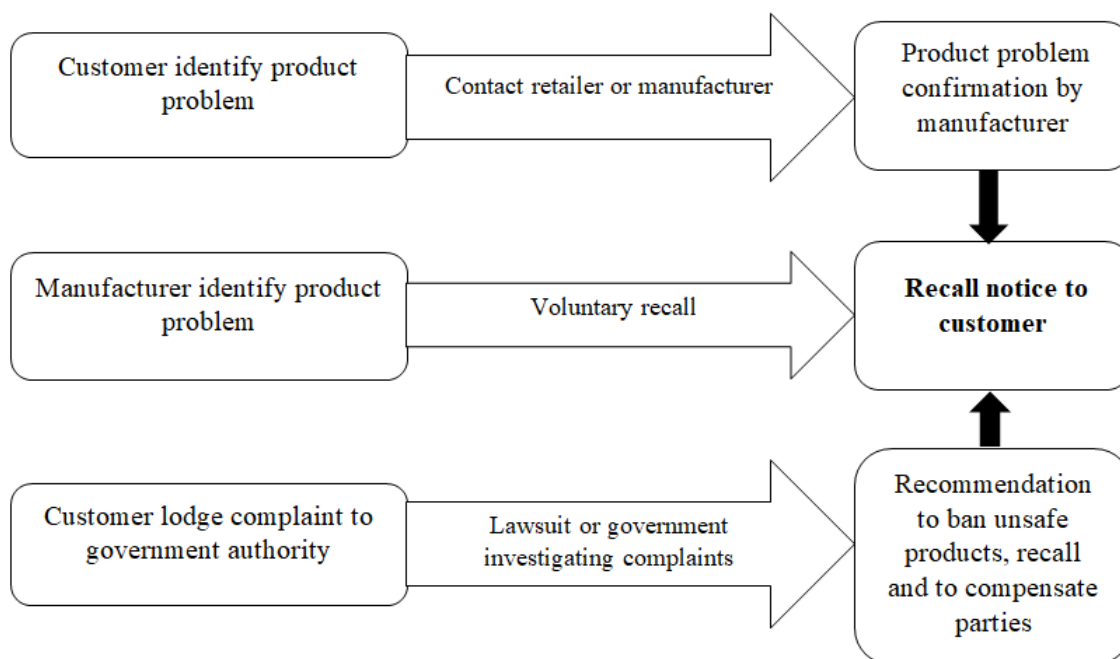 Customer identify product
problem
Contact retailer or manufacturer
Product problem
confirmation by
manufacturer
Manufacturer identify product
problem
Voluntary recall
Recall notice to
customer
Customer lodge complaint to
government authority
Lawsuit or government
investigating complaints
Recommendation
to ban unsafe
products, recall
and to compensate
parties